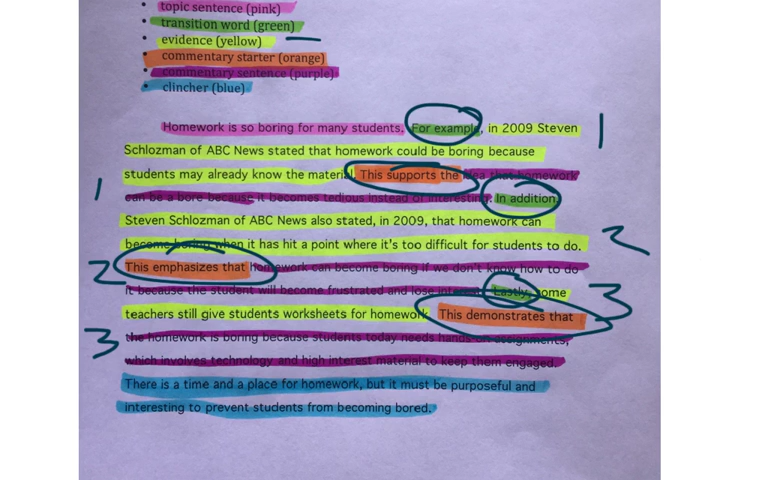 topic sentence (pink)
transition word (green)
evidence (yellow)
commentary starter (orange)
commentary sentence (purple)
clincher (blue)
Homework is so boring for many students. For example, in 2009 Steven 1
Schlozman of ABC News stated that homework could be boring because
students may already know the material. This supports the idea that homework
1 can be a bore because it becomes tedious instead of interesting. In addition,
Steven Schlozman of ABC News also stated, in 2009, that homework can
become boring when it has hit a point where it's too difficult for students to do. 2
2 This emphasizes that homework can become boring if we don't know how to do
it because the student will become frustrated and lose interest. Lastly, some 3
teachers still give students worksheets for homework. This demonstrates that
3 the homework is boring because students today needs hands-on assignments,
which involves technology and high interest material to keep them engaged.
There is a time and a place for homework, but it must be purposeful and
interesting to prevent students from becoming bored.